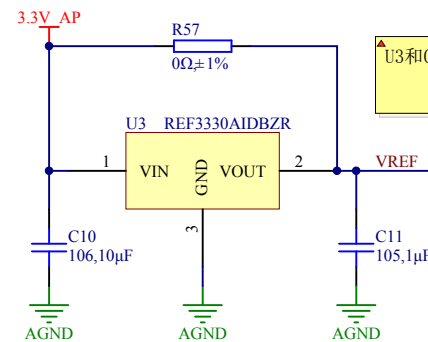 3.3V_AP
R57
0Ω,±1%
U3和
U3 REF3330AIDBZR
1 VIN GND VOUT 2
VREF
3
C10
106,10μF
C11
105,1μF
AGND AGND AGND